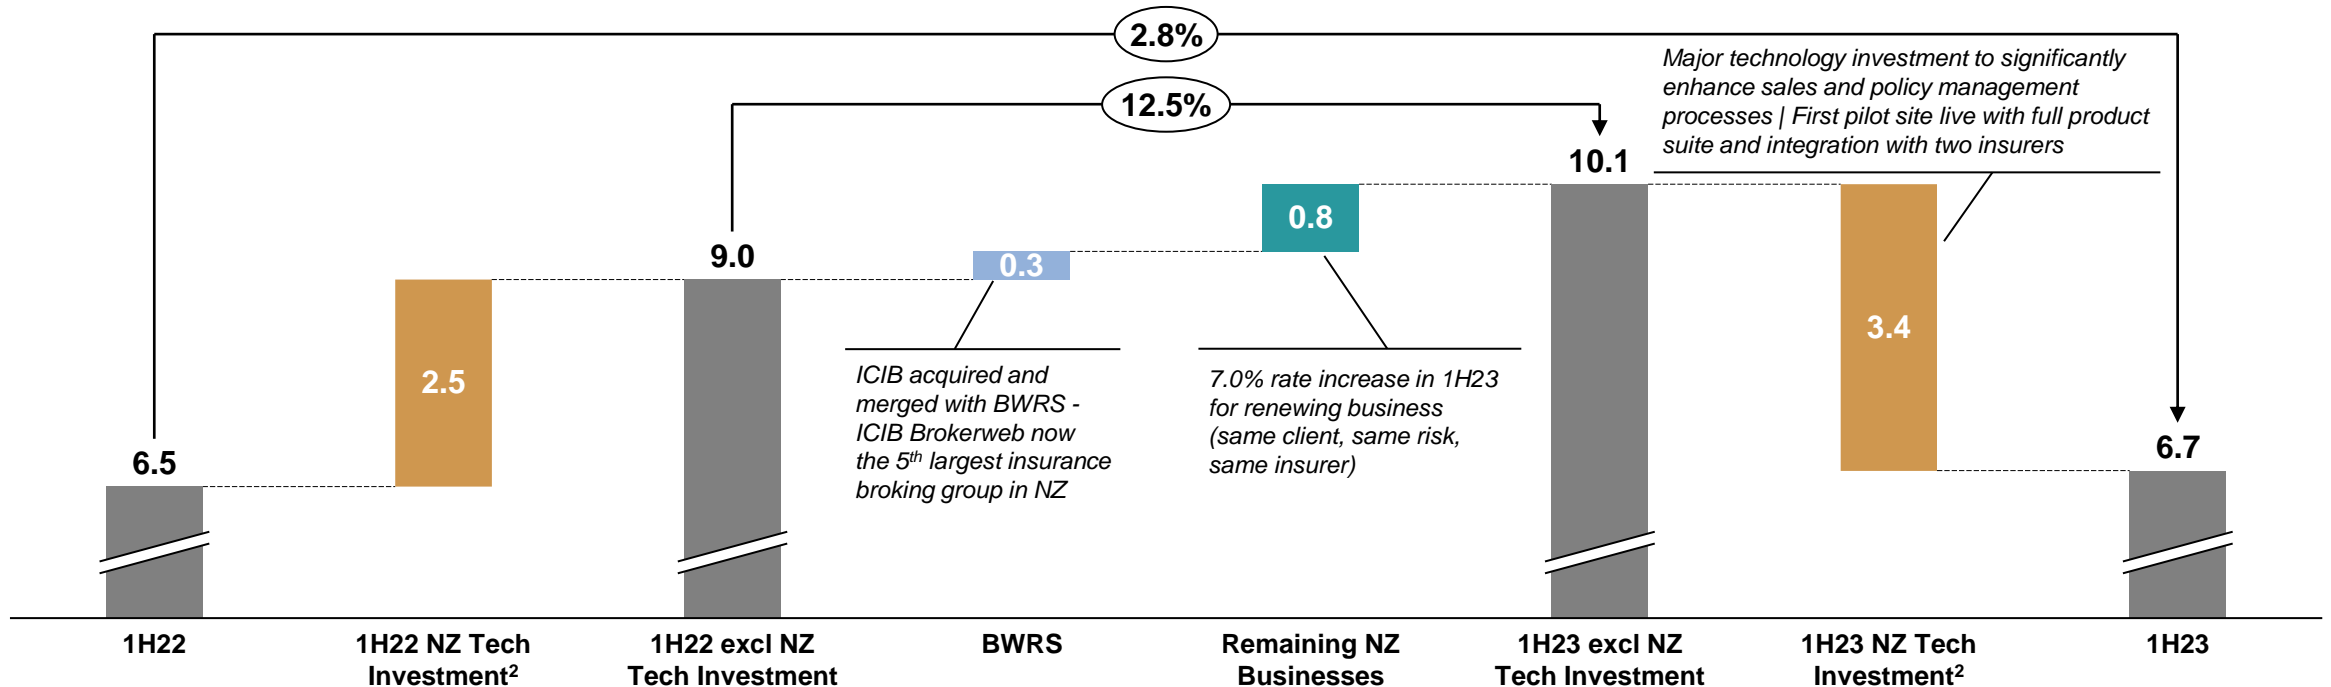 2.8%
12.5%
Major technology investment to significantly
enhance sales and policy management
processes | First pilot site live with full product
suite and integration with two insurers
10.1
9.0
0.8
0.3
3.4
2.5
6.5
6.7
ICIB acquired and
merged with BWRS -
ICIB Brokerweb now
the 5th largest insurance
broking group in NZ
7.0% rate increase in 1H23
for renewing business
(same client, same risk,
same insurer)
1H22
1H22 NZ Tech
Investment2
1H22 excl NZ
Tech Investment
BWRS
Remaining NZ
Businesses
1H23 excl NZ
Tech Investment
1H23 NZ Tech
Investment2
1H23